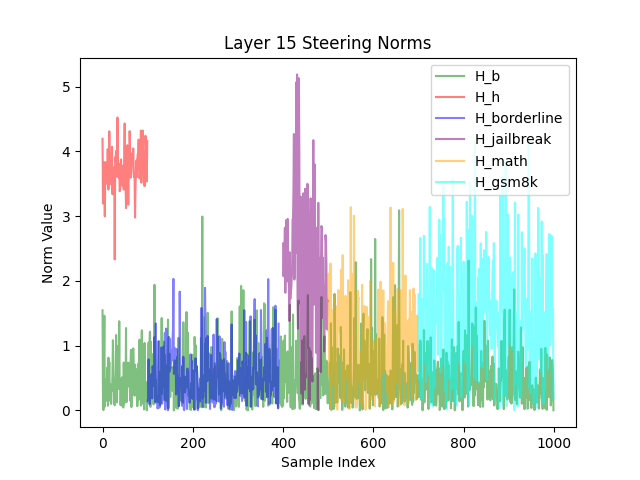 Layer 15 Steering Norms
H_b
H_h
H_borderline
H_jailbreak
H_math
H_gsm8k
Norm Value
5
4
3
2
1
0
0
200
400
600
800
1000
Sample Index